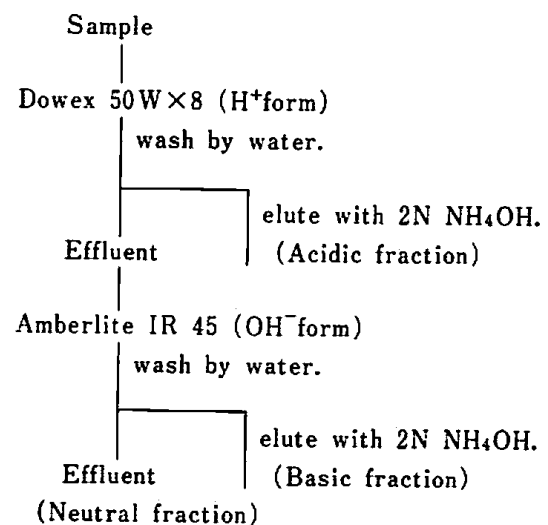 Sample
Dowex 50W×8 (H⁺form)
wash by water.
elute with 2N NH₄OH.
Effluent
(Acidic fraction)
Amberlite IR 45 (OH⁻form)
wash by water.
elute with 2N NH₄OH.
Effluent
(Basic fraction)
(Neutral fraction)